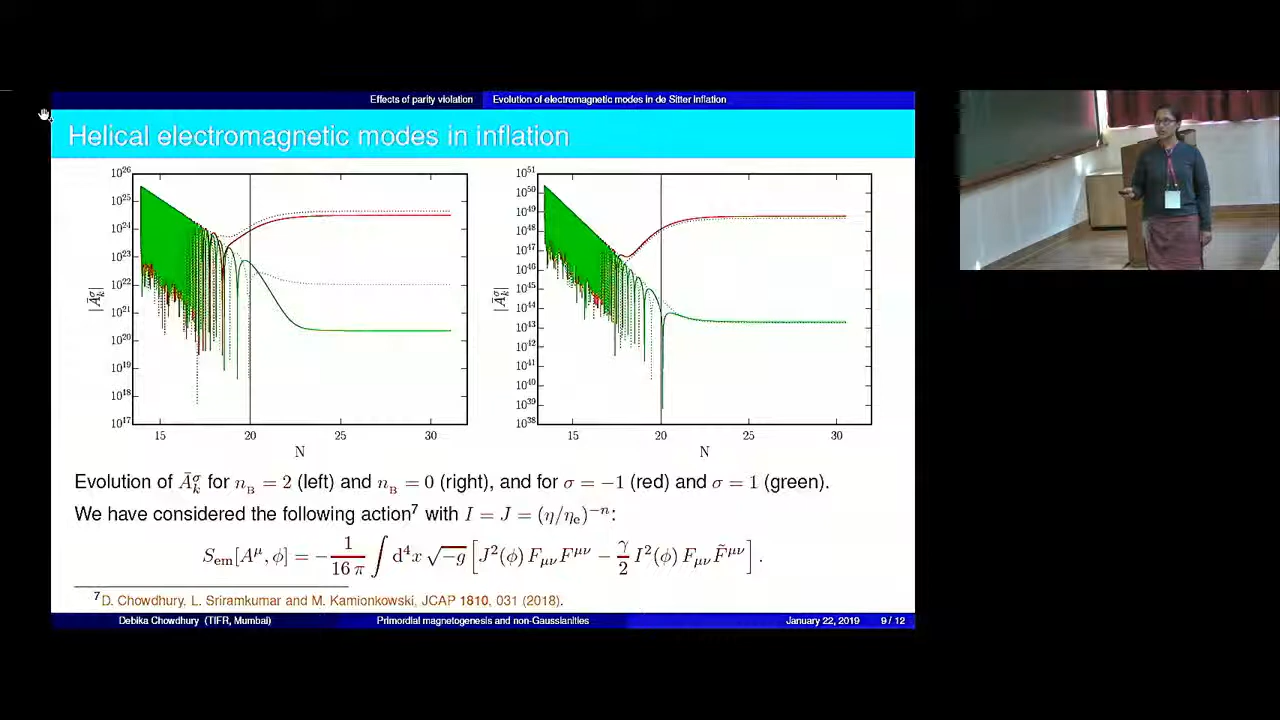 Effects of parity violation Evolution of electromagnetic modes in de Sitter inflation
Helical electromagnetic modes in inflation
10²⁶
10²⁵
10²⁴
10²³
10²²
10²¹
10²⁰
10¹⁹
10¹⁸
10¹⁷
|Ā_k^σ|
15 20 25 30
N
10⁵¹
10⁵⁰
10⁴⁹
10⁴⁸
10⁴⁷
10⁴⁶
10⁴⁵
10⁴⁴
10⁴³
10⁴²
10⁴¹
10⁴⁰
10³⁹
10³⁸
|Ā_k^σ|
15 20 25 30
N
Evolution of Ā_k^σ for n_B = 2 (left) and n_B = 0 (right), and for σ = −1 (red) and σ = 1 (green).
We have considered the following action⁷ with I = J = (η/η_e)^{−n}:
S_em[A^μ, φ] = − 1/(16 π) ∫ d⁴x √−g [ J²(φ) F_μν F^μν − γ/2 I²(φ) F_μν F̃^μν ] .
⁷D. Chowdhury, L. Sriramkumar and M. Kamionkowski, JCAP 1810, 031 (2018).
Debika Chowdhury (TIFR, Mumbai) Primordial magnetogenesis and non-Gaussianities January 22, 2019 9 / 12